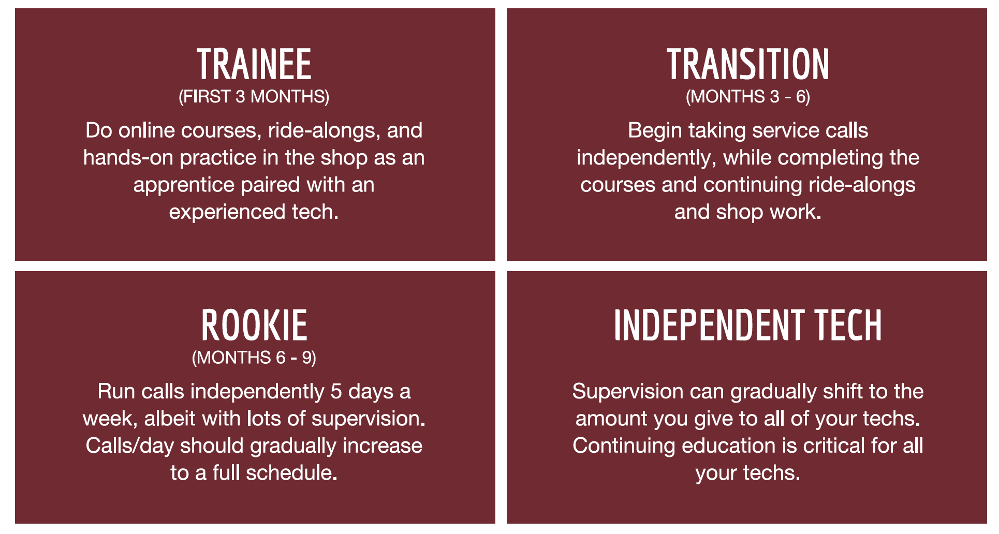 TRAINEE
(FIRST 3 MONTHS)
Do online courses, ride-alongs, and
hands-on practice in the shop as an
apprentice paired with an
experienced tech.
TRANSITION
(MONTHS 3 - 6)
Begin taking service calls
independently, while completing the
courses and continuing ride-alongs
and shop work.
ROOKIE
(MONTHS 6 - 9)
Run calls independently 5 days a
week, albeit with lots of supervision.
Calls/day should gradually increase
to a full schedule.
INDEPENDENT TECH
Supervision can gradually shift to the
amount you give to all of your techs.
Continuing education is critical for all
your techs.